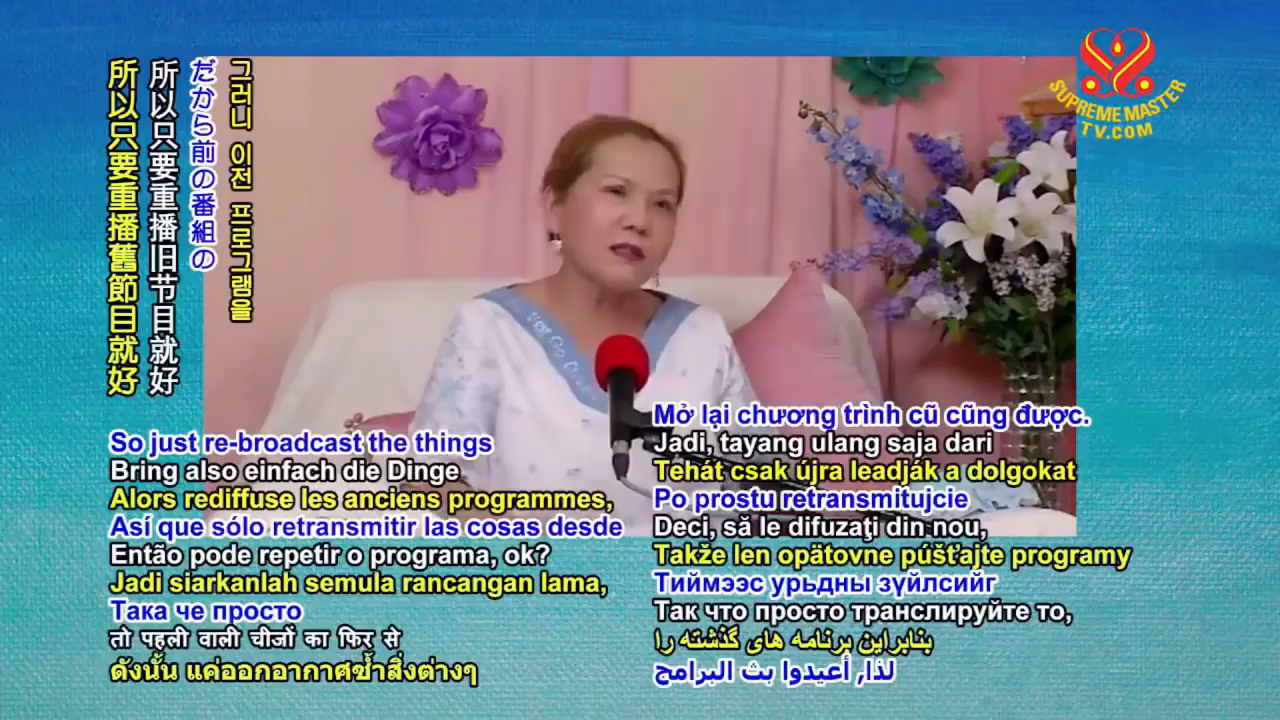 所以只要重播舊節目就好
所以只要重播旧节目就好
だから前の番組の
그러니 이전 프로그램을
SUPREME MASTER
TV.COM
So just re-broadcast the things
Bring also einfach die Dinge
Alors rediffuse les anciens programmes,
Así que sólo retransmitir las cosas desde
Então pode repetir o programa, ok?
Jadi siarkanlah semula rancangan lama,
Така че просто
तो पहली वाली चीजों का फिर से
ดังนั้น แค่ออกอากาศซ้ำสิ่งต่างๆ
Mở lại chương trình cũ cũng được.
Jadi, tayang ulang saja dari
Tehát csak újra leadják a dolgokat
Po prostu retransmitujcie
Deci, să le difuzaţi din nou,
Takže len opätovne púšťajte programy
Тиймээс урьдны зүйлсийг
Так что просто транслируйте то,
بنابراین برنامه های گذشته را
لذا, أعيدوا بث البرامج